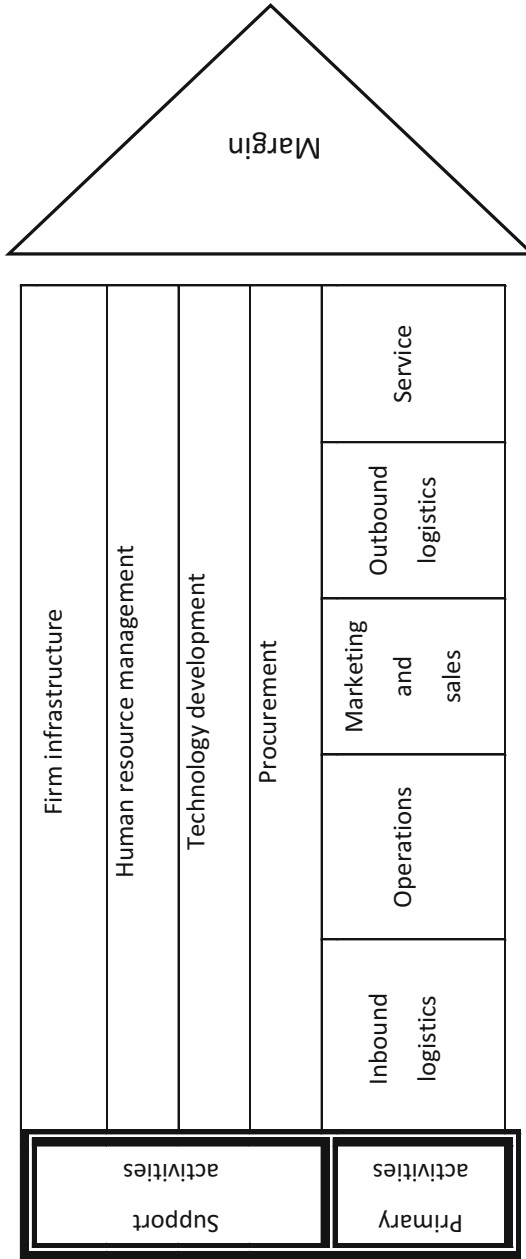 Support
activities
Primary
activities
Firm infrastructure
Human resource management
Technology development
Procurement
Inbound
logistics
Operations
Marketing
and
sales
Outbound
logistics
Service
Margin